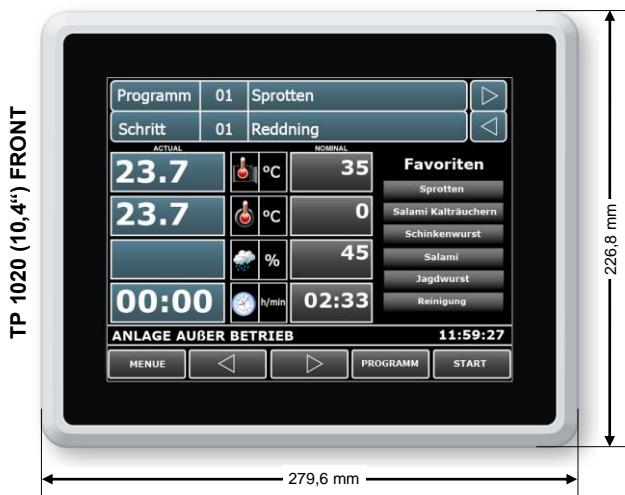 TP 1020 (10,4“) FRONT
Programm 01 Sprotten
Schritt 01 Reddning
ACTUAL NOMINAL
23.7 °C 35
23.7 °C 0
% 45
00:00 h/min 02:33
Favoriten
Sprotten
Salami Kalträuchern
Schinkenwurst
Salami
Jagdwurst
Reinigung
ANLAGE AUßER BETRIEB 11:59:27
MENUE PROGRAMM START
226,8 mm
279,6 mm